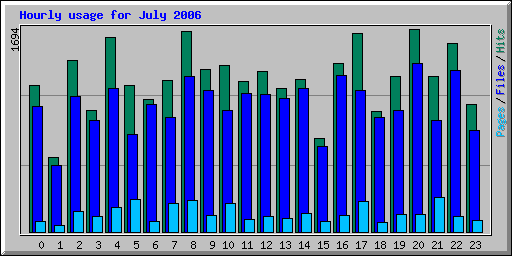 Hourly usage for July 2006
1694
Pages/Files/Hits
0 1 2 3 4 5 6 7 8 9 10 11 12 13 14 15 16 17 18 19 20 21 22 23